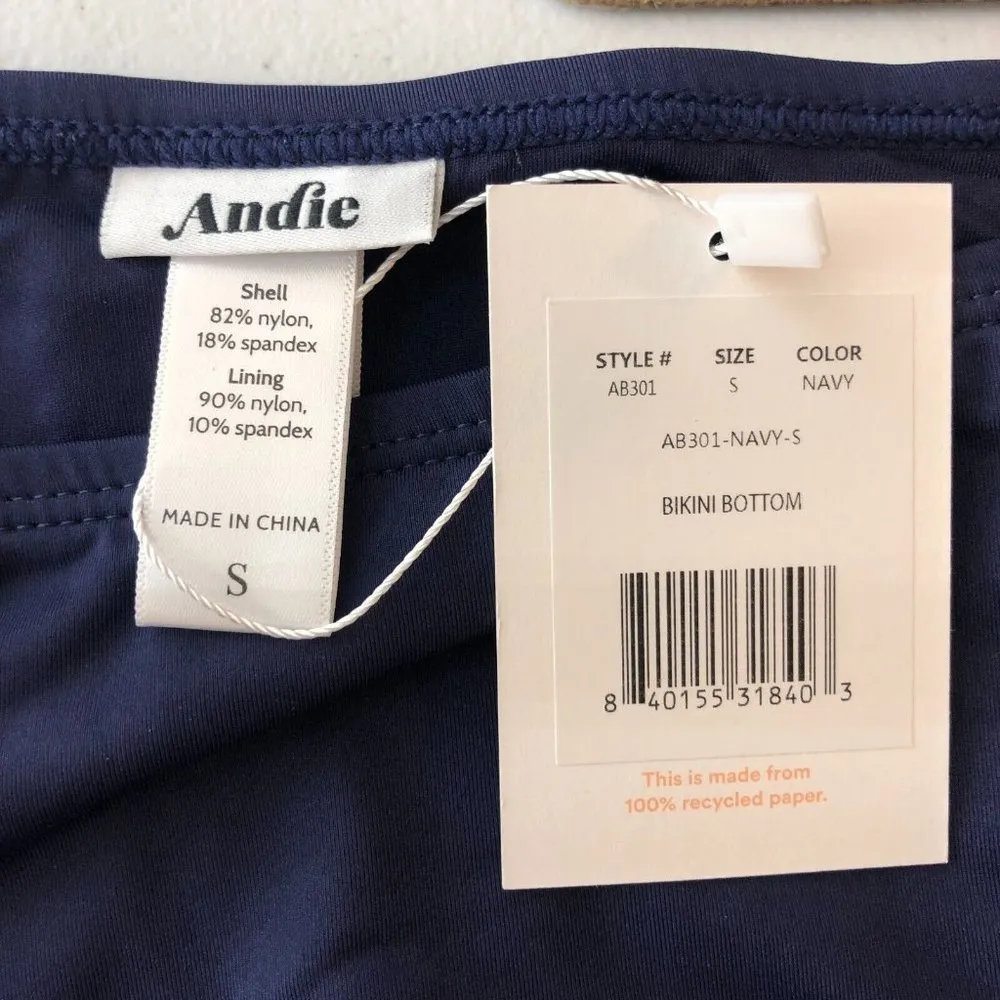 Andie
Shell
82% nylon,
18% spandex
Lining
90% nylon,
10% spandex
MADE IN CHINA
S
STYLE # SIZE COLOR
AB301 S NAVY
AB301-NAVY-S
BIKINI BOTTOM
8 40155 31840 3
This is made from
100% recycled paper.